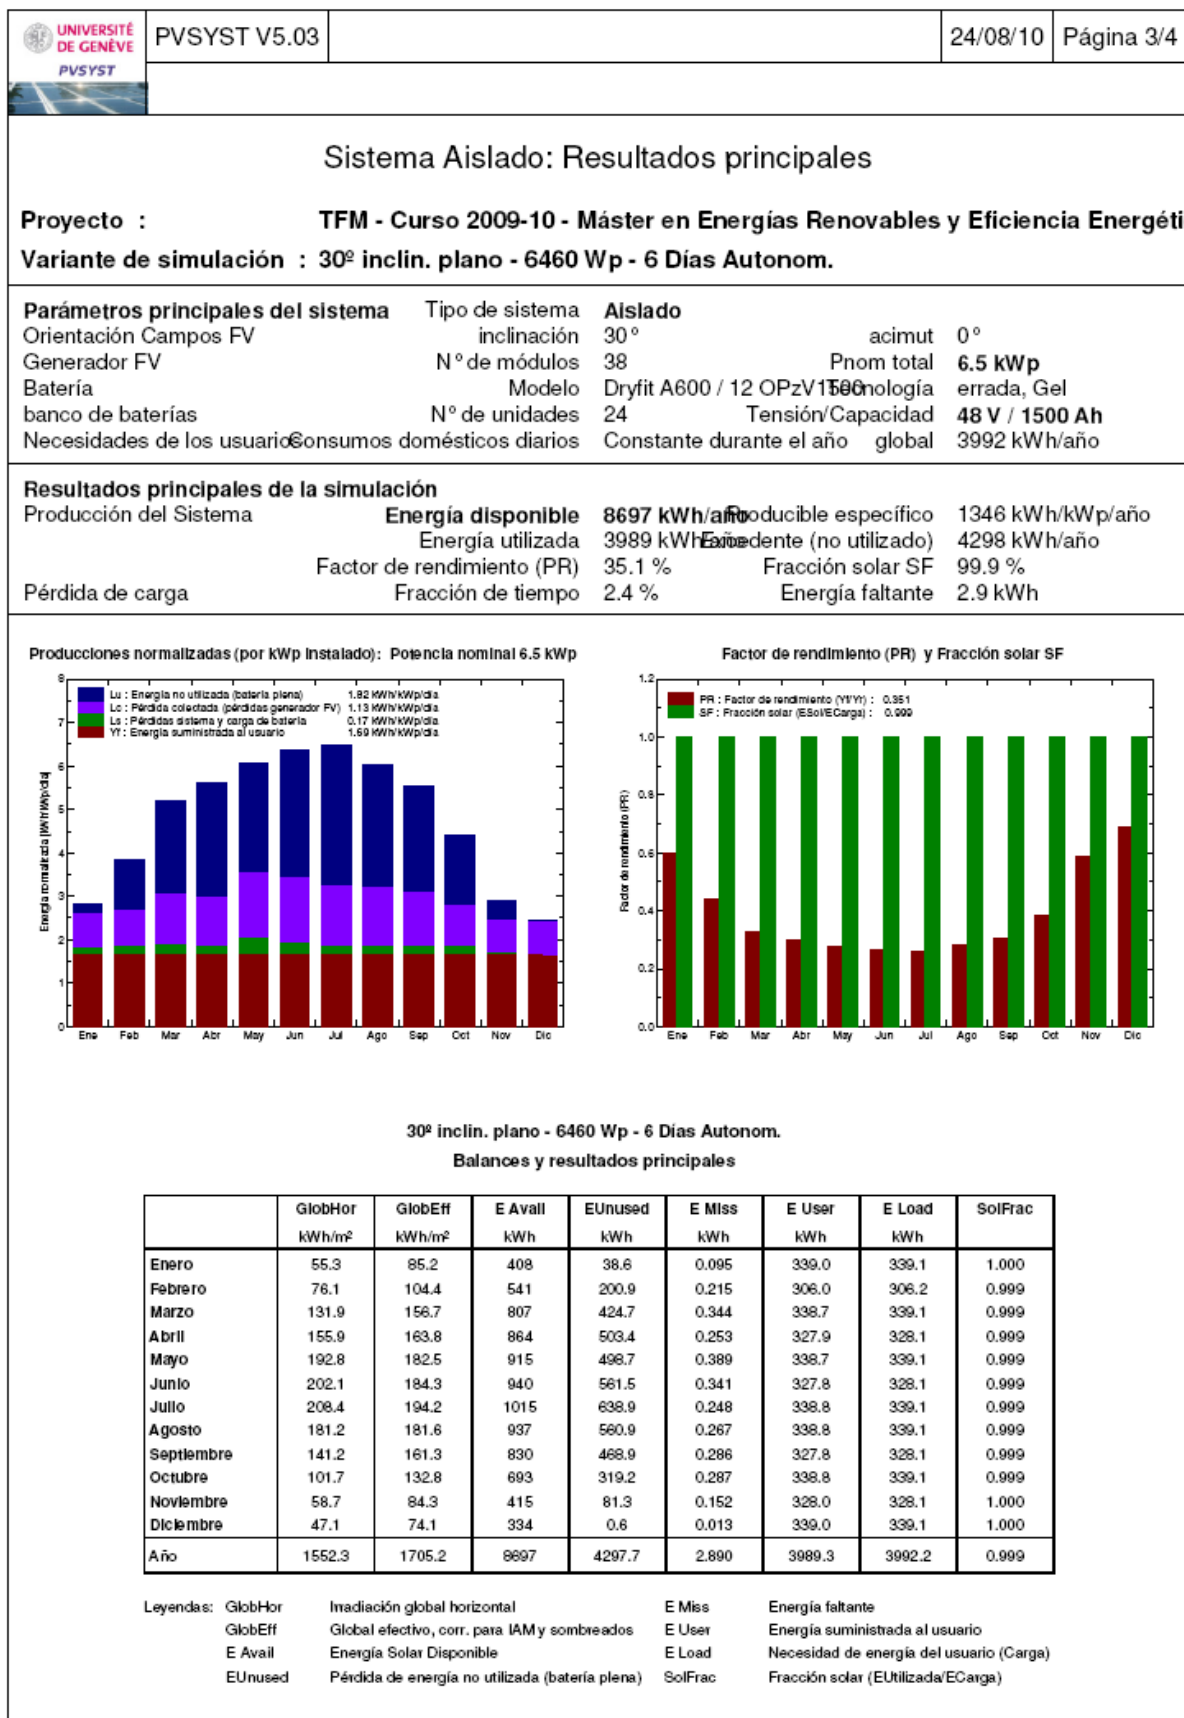 UNIVERSITÉ
DE GENÈVE
PVSYST
PVSYST V5.03
24/08/10
Página 3/4
Sistema Aislado: Resultados principales
Proyecto : TFM - Curso 2009-10 - Máster en Energías Renovables y Eficiencia Energéti
Variante de simulación : 30º inclin. plano - 6460 Wp - 6 Días Autonom.
Parámetros principales del sistema Tipo de sistema Aislado
Orientación Campos FV inclinación 30° acimut 0°
Generador FV N° de módulos 38 Pnom total 6.5 kWp
Batería Modelo Dryfit A600 / 12 OPzV1500 Tecnología errada, Gel
banco de baterías N° de unidades 24 Tensión/Capacidad 48 V / 1500 Ah
Necesidades de los usuarios Consumos domésticos diarios Constante durante el año global 3992 kWh/año
Resultados principales de la simulación
Producción del Sistema Energía disponible 8697 kWh/año Producible específico 1346 kWh/kWp/año
Energía utilizada 3989 kWh/año Excedente (no utilizado) 4298 kWh/año
Factor de rendimiento (PR) 35.1 % Fracción solar SF 99.9 %
Pérdida de carga Fracción de tiempo 2.4 % Energía faltante 2.9 kWh
Producciones normalizadas (por kWp instalado): Potencia nominal 6.5 kWp
Lu : Energía no utilizada (batería plena) 1.82 kWh/kWp/día
Lc : Pérdida colectada (pérdidas generador FV) 1.13 kWh/kWp/día
Ls : Pérdidas sistema y carga de batería 0.17 kWh/kWp/día
Yf : Energía suministrada al usuario 1.69 kWh/kWp/día
Energía normalizada [kWh/kWp/día]
8
7
6
5
4
3
2
1
0
Ene Feb Mar Abr May Jun Jul Ago Sep Oct Nov Dic
Factor de rendimiento (PR) y Fracción solar SF
PR : Factor de rendimiento (Yf/Yr) : 0.351
SF : Fracción solar (ESol/ECarga) : 0.999
Factor de rendimiento (PR)
1.2
1.0
0.8
0.6
0.4
0.2
0.0
Ene Feb Mar Abr May Jun Jul Ago Sep Oct Nov Dic
30º inclin. plano - 6460 Wp - 6 Días Autonom.
Balances y resultados principales
GlobHor GlobEff E Avail EUnused E Miss E User E Load SolFrac
kWh/m² kWh/m² kWh kWh kWh kWh kWh
Enero 55.3 85.2 408 38.6 0.095 339.0 339.1 1.000
Febrero 76.1 104.4 541 200.9 0.215 306.0 306.2 0.999
Marzo 131.9 156.7 807 424.7 0.344 338.7 339.1 0.999
Abril 155.9 163.8 864 503.4 0.253 327.9 328.1 0.999
Mayo 192.8 182.5 915 498.7 0.389 338.7 339.1 0.999
Junio 202.1 184.3 940 561.5 0.341 327.8 328.1 0.999
Julio 208.4 194.2 1015 638.9 0.248 338.8 339.1 0.999
Agosto 181.2 181.6 937 560.9 0.267 338.8 339.1 0.999
Septiembre 141.2 161.3 830 468.9 0.286 327.8 328.1 0.999
Octubre 101.7 132.8 693 319.2 0.287 338.8 339.1 0.999
Noviembre 58.7 84.3 415 81.3 0.152 328.0 328.1 1.000
Diciembre 47.1 74.1 334 0.6 0.013 339.0 339.1 1.000
Año 1552.3 1705.2 8697 4297.7 2.890 3989.3 3992.2 0.999
Leyendas: GlobHor Irradiación global horizontal E Miss Energía faltante
GlobEff Global efectivo, corr. para IAM y sombreados E User Energía suministrada al usuario
E Avail Energía Solar Disponible E Load Necesidad de energía del usuario (Carga)
EUnused Pérdida de energía no utilizada (batería plena) SolFrac Fracción solar (EUtilizada/ECarga)